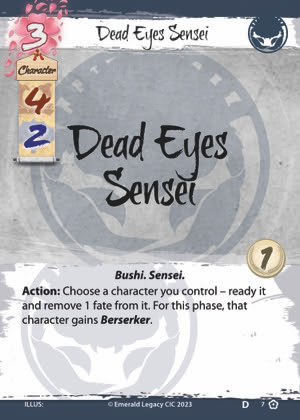 3
Dead Eyes Sensei
Character
4
2
Dead Eyes
Sensei
1
Bushi. Sensei.
Action: Choose a character you control – ready it
and remove 1 fate from it. For this phase, that
character gains Berserker.
ILLUS: © Emerald Legacy CIC 2023 D 7